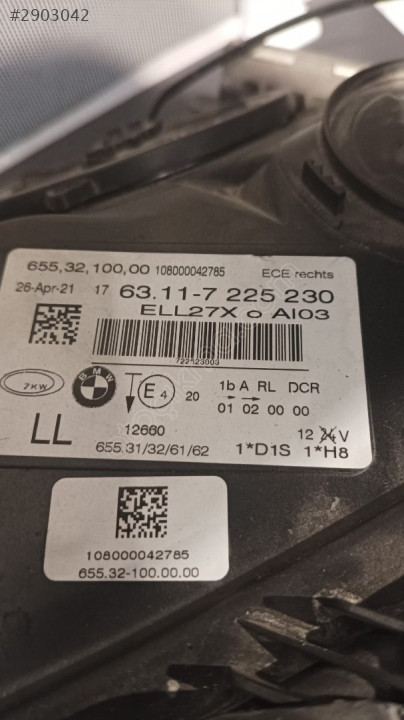 #2903042
655,32,100,00 108000042785 ECE rechts
26-Apr-21 17 63.11-7 225 230
ELL27X o AI03
7KW
BMW
E4 20
1b A RL DCR
01 02 00 00
LL
12660
655.31/32/61/62
12 24 V
1*D1S 1*H8
108000042785
655.32-100.00.00